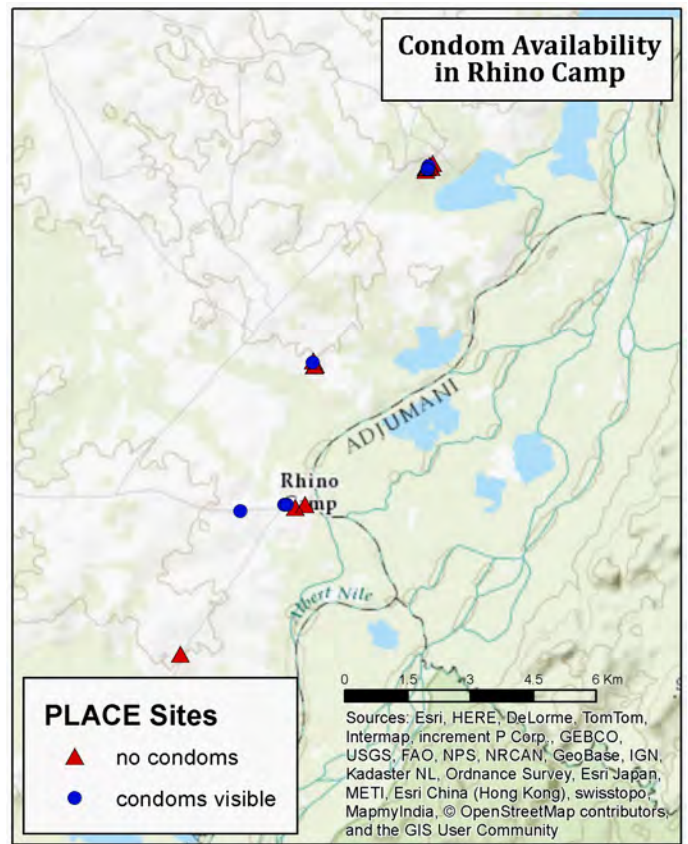 Condom Availability
in Rhino Camp
ADJUMANI
Rhino
Camp
Albert Nile
0 1.5 3 4.5 6 Km
PLACE Sites
no condoms
condoms visible
Sources: Esri, HERE, DeLorme, TomTom,
Intermap, increment P Corp., GEBCO,
USGS, FAO, NPS, NRCAN, GeoBase, IGN,
Kadaster NL, Ordnance Survey, Esri Japan,
METI, Esri China (Hong Kong), swisstopo,
MapmyIndia, © OpenStreetMap contributors,
and the GIS User Community